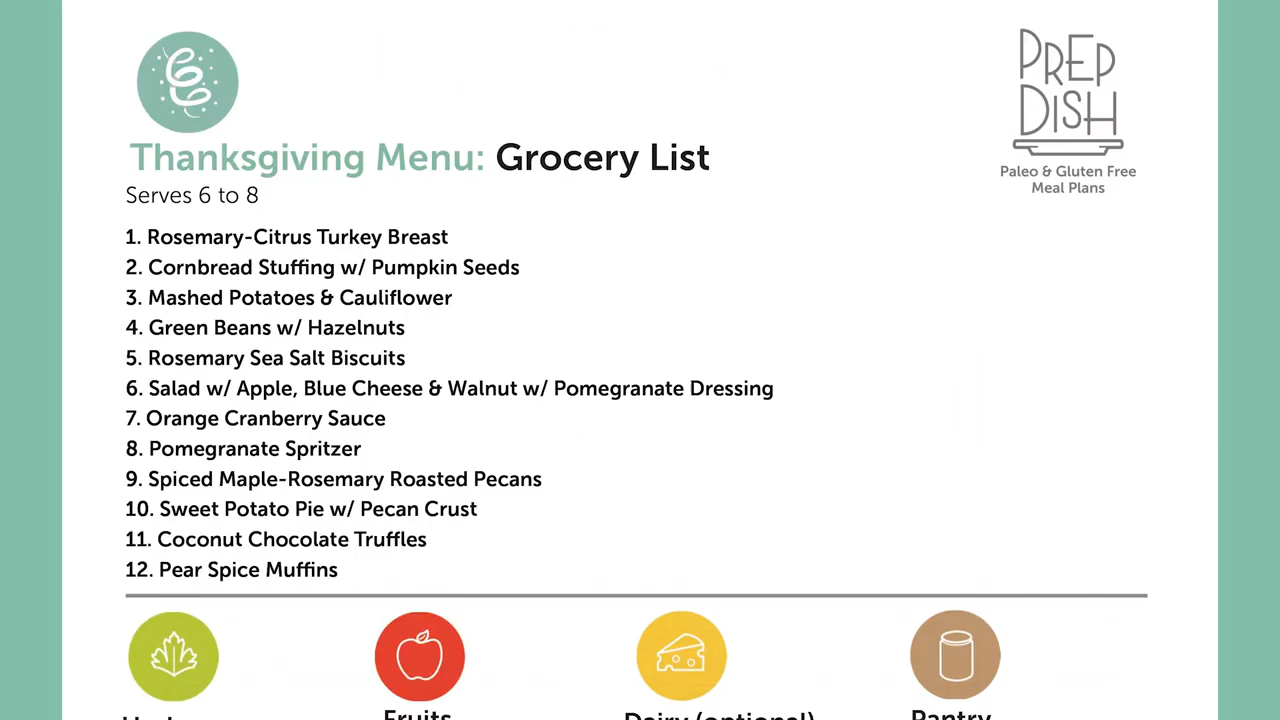 PREP
DISH
Paleo & Gluten Free
Meal Plans
Thanksgiving Menu: Grocery List
Serves 6 to 8
1. Rosemary-Citrus Turkey Breast
2. Cornbread Stuffing w/ Pumpkin Seeds
3. Mashed Potatoes & Cauliflower
4. Green Beans w/ Hazelnuts
5. Rosemary Sea Salt Biscuits
6. Salad w/ Apple, Blue Cheese & Walnut w/ Pomegranate Dressing
7. Orange Cranberry Sauce
8. Pomegranate Spritzer
9. Spiced Maple-Rosemary Roasted Pecans
10. Sweet Potato Pie w/ Pecan Crust
11. Coconut Chocolate Truffles
12. Pear Spice Muffins
Fruits Dairy (optional) Pantry